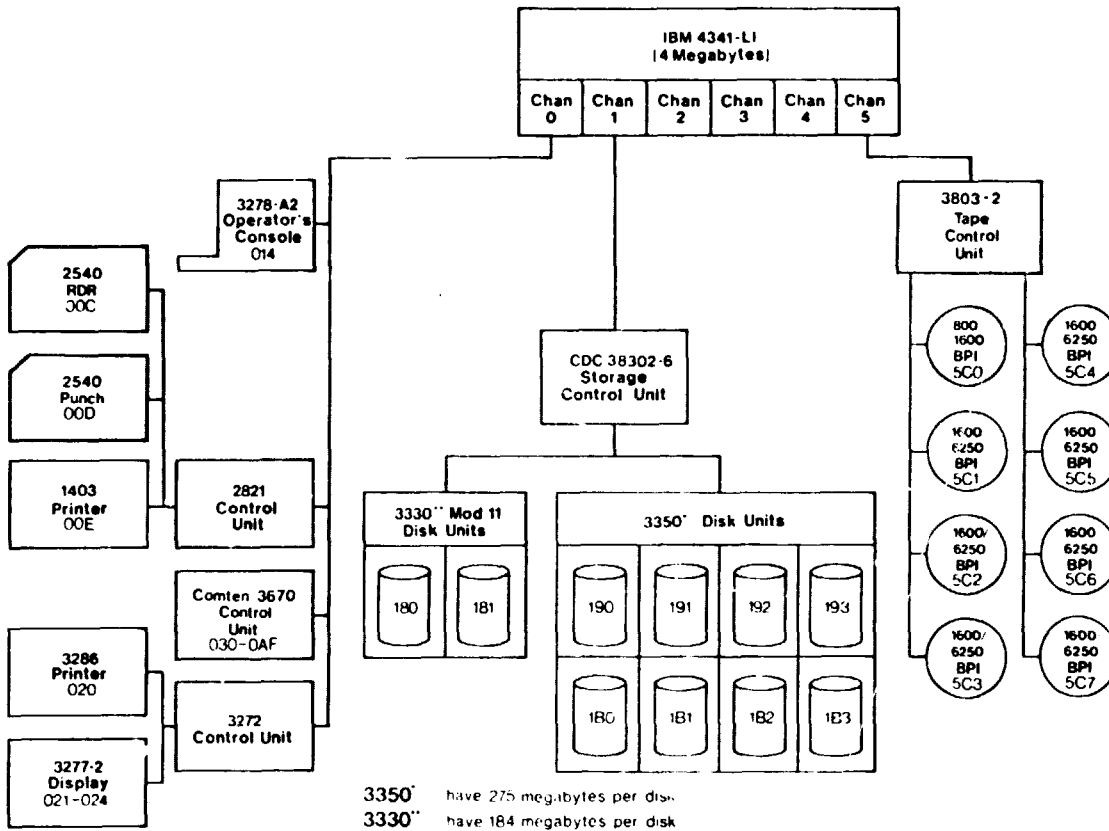 IBM 4341-L1
(4 Megabytes)
Chan 0
Chan 1
Chan 2
Chan 3
Chan 4
Chan 5
3278-A2
Operator's
Console
014
3803-2
Tape
Control
Unit
2540
RDR
00C
2540
Punch
00D
1403
Printer
00E
2821
Control
Unit
Comten 3670
Control
Unit
030-0AF
3286
Printer
020
3272
Control Unit
3277-2
Display
021-024
CDC 38302-6
Storage
Control Unit
3330** Mod 11
Disk Units
180
181
3350* Disk Units
190
191
192
193
1B0
1B1
1B2
1B3
800
1600
BPI
5C0
1600
6250
BPI
5C4
1600
6250
BPI
5C1
1600
6250
BPI
5C5
1600/
6250
BPI
5C2
1600
6250
BPI
5C6
1600/
6250
BPI
5C3
1600
6250
BPI
5C7
3350* have 275 megabytes per disk
3330** have 184 megabytes per disk